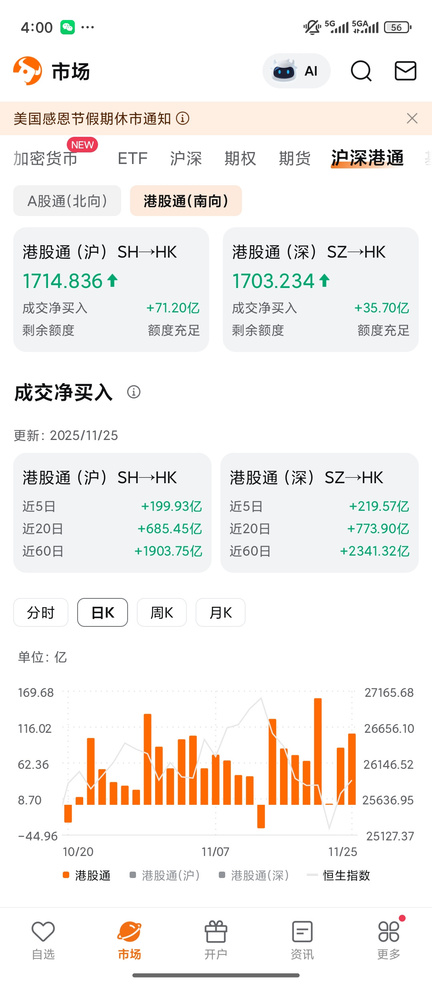 4:00 ··· 5G 5GA 56
市场 AI
美国感恩节假期休市通知
加密货币 NEW ETF 沪深 期权 期货 沪深港通
A股通(北向) 港股通(南向)
港股通（沪）SH→HK
1714.836
成交净买入 +71.20亿
剩余额度 额度充足
港股通（深）SZ→HK
1703.234
成交净买入 +35.70亿
剩余额度 额度充足
成交净买入
更新: 2025/11/25
港股通（沪）SH→HK
近5日 +199.93亿
近20日 +685.45亿
近60日 +1903.75亿
港股通（深）SZ→HK
近5日 +219.57亿
近20日 +773.90亿
近60日 +2341.32亿
分时 日K 周K 月K
单位: 亿
169.68 27165.68
116.02 26656.10
62.36 26146.52
8.70 25636.95
−44.96 25127.37
10/20 11/07 11/25
港股通 港股通(沪) 港股通(深) 恒生指数
自选 市场 开户 资讯 更多